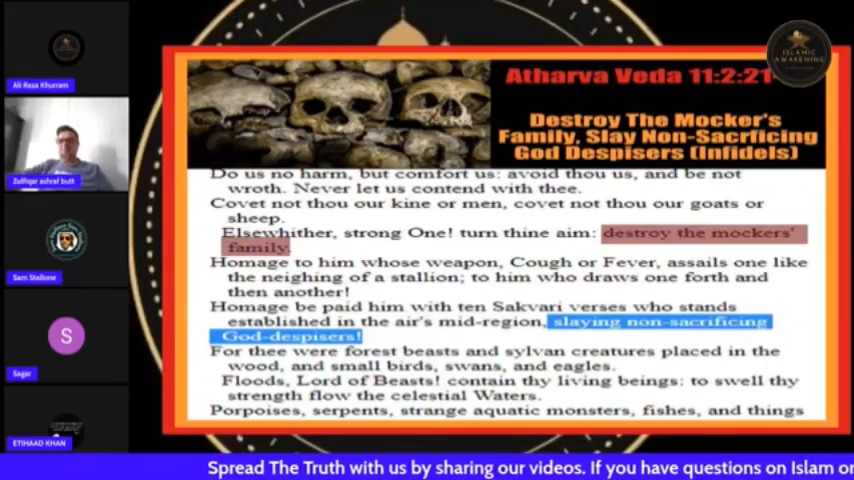 Ali Raza Khurram
Zulfiqar ashraf butt
Sam Stallone
S
Sagar
ETIHAAD KHAN
ISLAMIC
AWAKENING
Atharva Veda 11:2:21
Destroy The Mocker's
Family, Slay Non-Sacrficing
God Despisers (Infidels)
Do us no harm, but comfort us: avoid thou us, and be not
wroth. Never let us contend with thee.
Covet not thou our kine or men, covet not thou our goats or
sheep.
Elsewhither, strong One! turn thine aim: destroy the mockers'
family.
Homage to him whose weapon, Cough or Fever, assails one like
the neighing of a stallion; to him who draws one forth and
then another!
Homage be paid him with ten Sakvari verses who stands
established in the air's mid-region, slaying non-sacrificing
God-despisers!
For thee were forest beasts and sylvan creatures placed in the
wood, and small birds, swans, and eagles.
Floods, Lord of Beasts! contain thy living beings: to swell thy
strength flow the celestial Waters.
Porpoises, serpents, strange aquatic monsters, fishes, and things
Spread The Truth with us by sharing our videos. If you have questions on Islam or